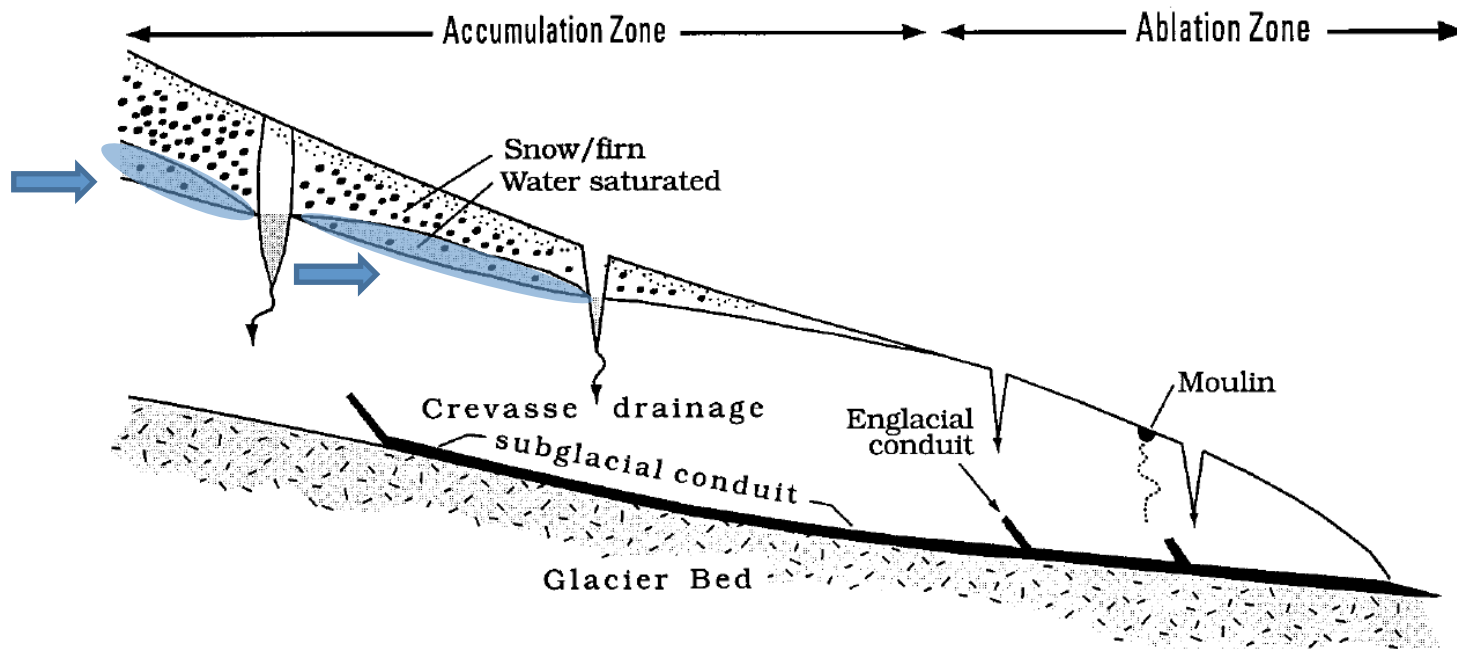 Accumulation Zone
Ablation Zone
Snow/firn
Water saturated
Moulin
Crevasse drainage
Englacial
conduit
subglacial conduit
Glacier Bed